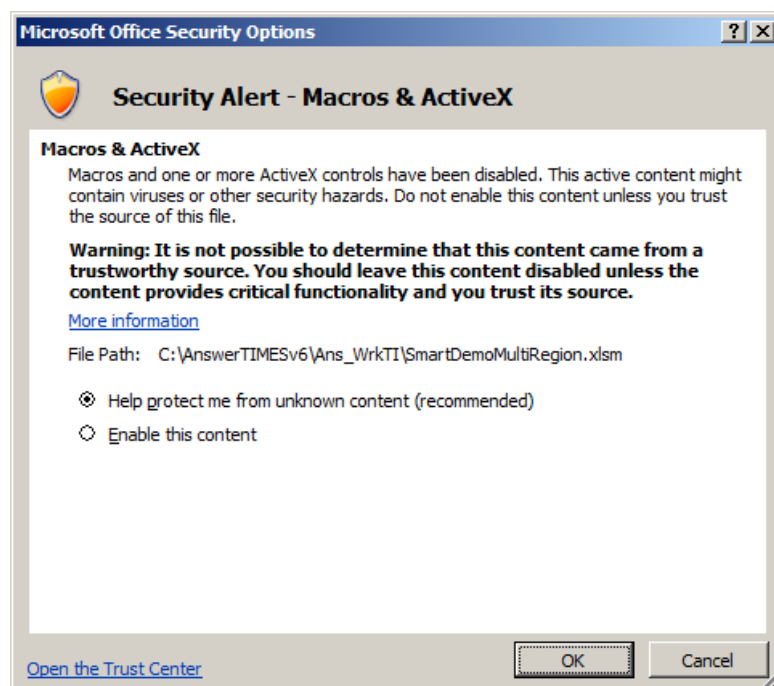 Microsoft Office Security Options
Security Alert - Macros & ActiveX
Macros & ActiveX
Macros and one or more ActiveX controls have been disabled. This active content might
contain viruses or other security hazards. Do not enable this content unless you trust
the source of this file.
Warning: It is not possible to determine that this content came from a
trustworthy source. You should leave this content disabled unless the
content provides critical functionality and you trust its source.
More information
File Path: C:\AnswerTIMESv6\Ans_WrkTI\SmartDemoMultiRegion.xlsm
Help protect me from unknown content (recommended)
Enable this content
Open the Trust Center
OK
Cancel